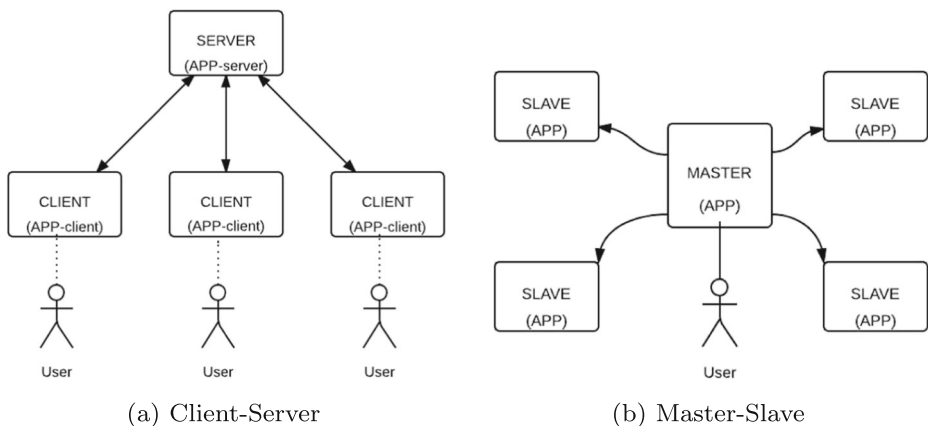 SERVER
(APP-server)
CLIENT
(APP-client)
CLIENT
(APP-client)
CLIENT
(APP-client)
User
User
User
(a) Client-Server
SLAVE
(APP)
SLAVE
(APP)
MASTER
(APP)
SLAVE
(APP)
SLAVE
(APP)
User
(b) Master-Slave